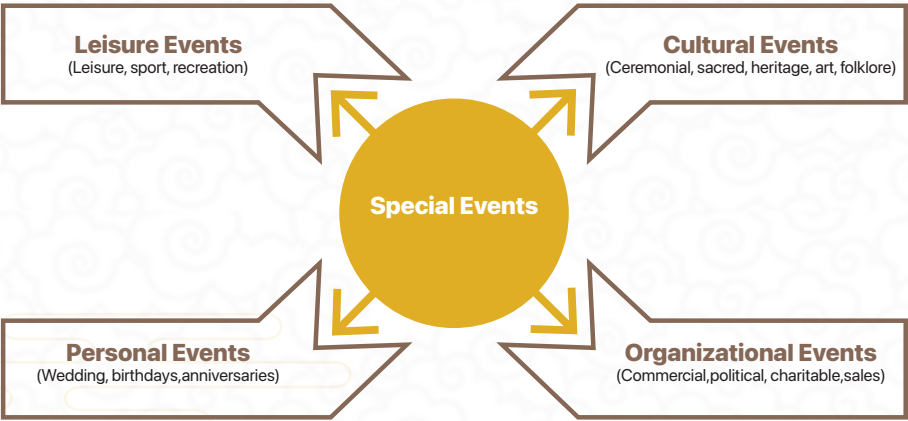 Leisure Events
(Leisure, sport, recreation)
Cultural Events
(Ceremonial, sacred, heritage, art, folklore)
Special Events
Personal Events
(Wedding, birthdays,anniversaries)
Organizational Events
(Commercial,political, charitable,sales)